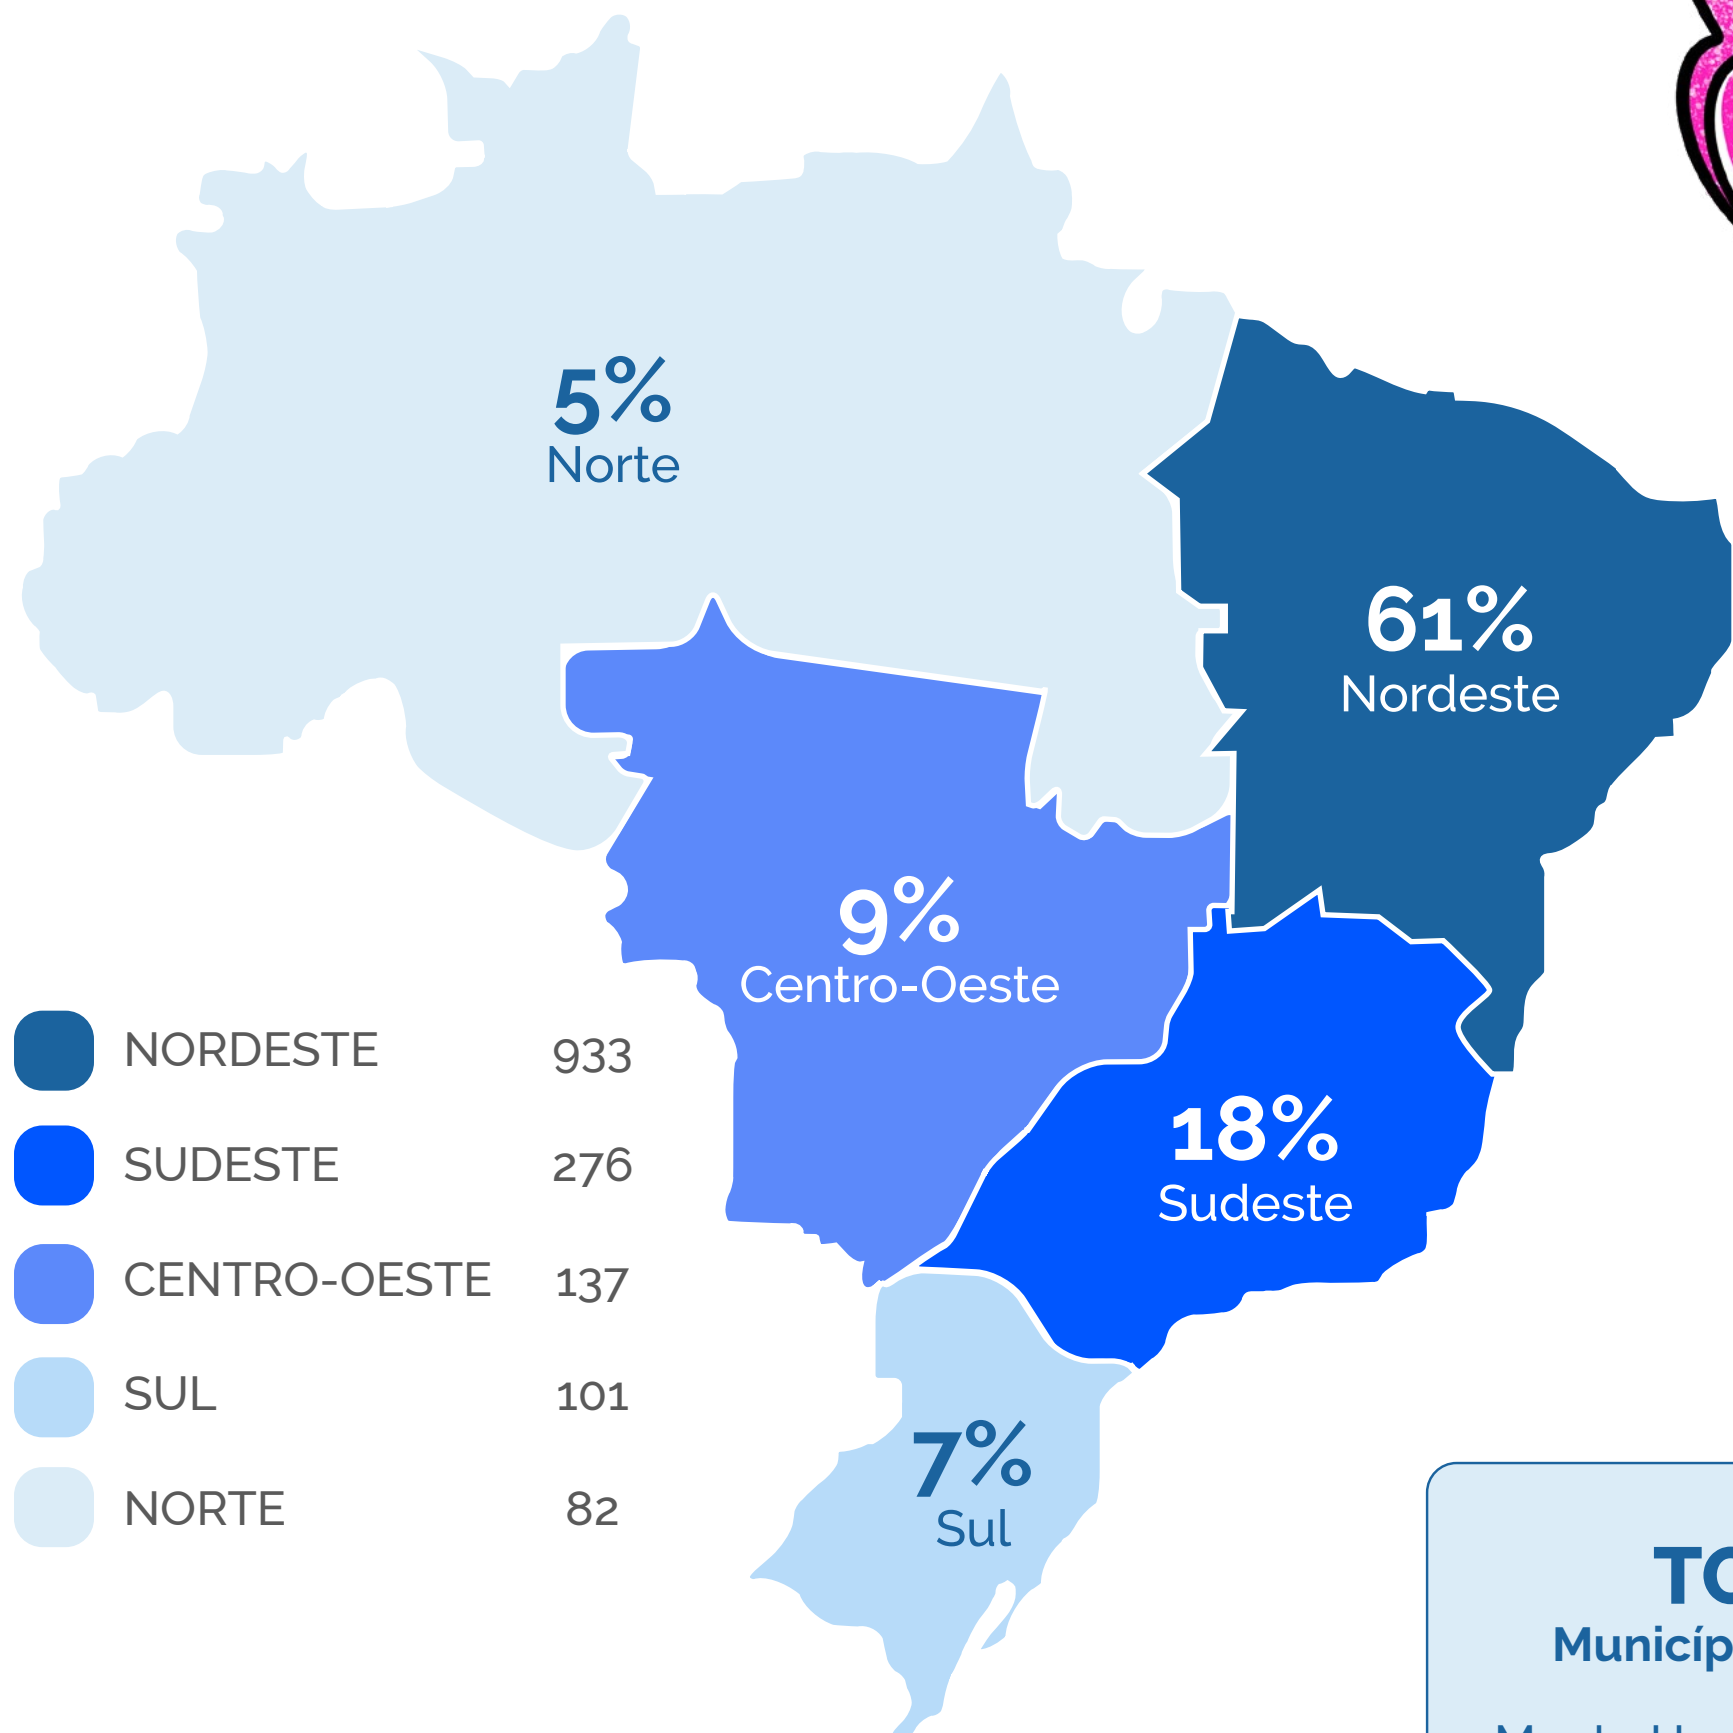 5%
Norte
61%
Nordeste
9%
Centro-Oeste
18%
Sudeste
7%
Sul
NORDESTE 933
SUDESTE 276
CENTRO-OESTE 137
SUL 101
NORTE 82